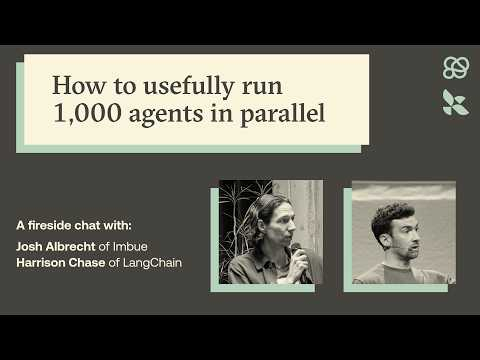 How to usefully run
1,000 agents in parallel
A fireside chat with:
Josh Albrecht of Imbue
Harrison Chase of LangChain